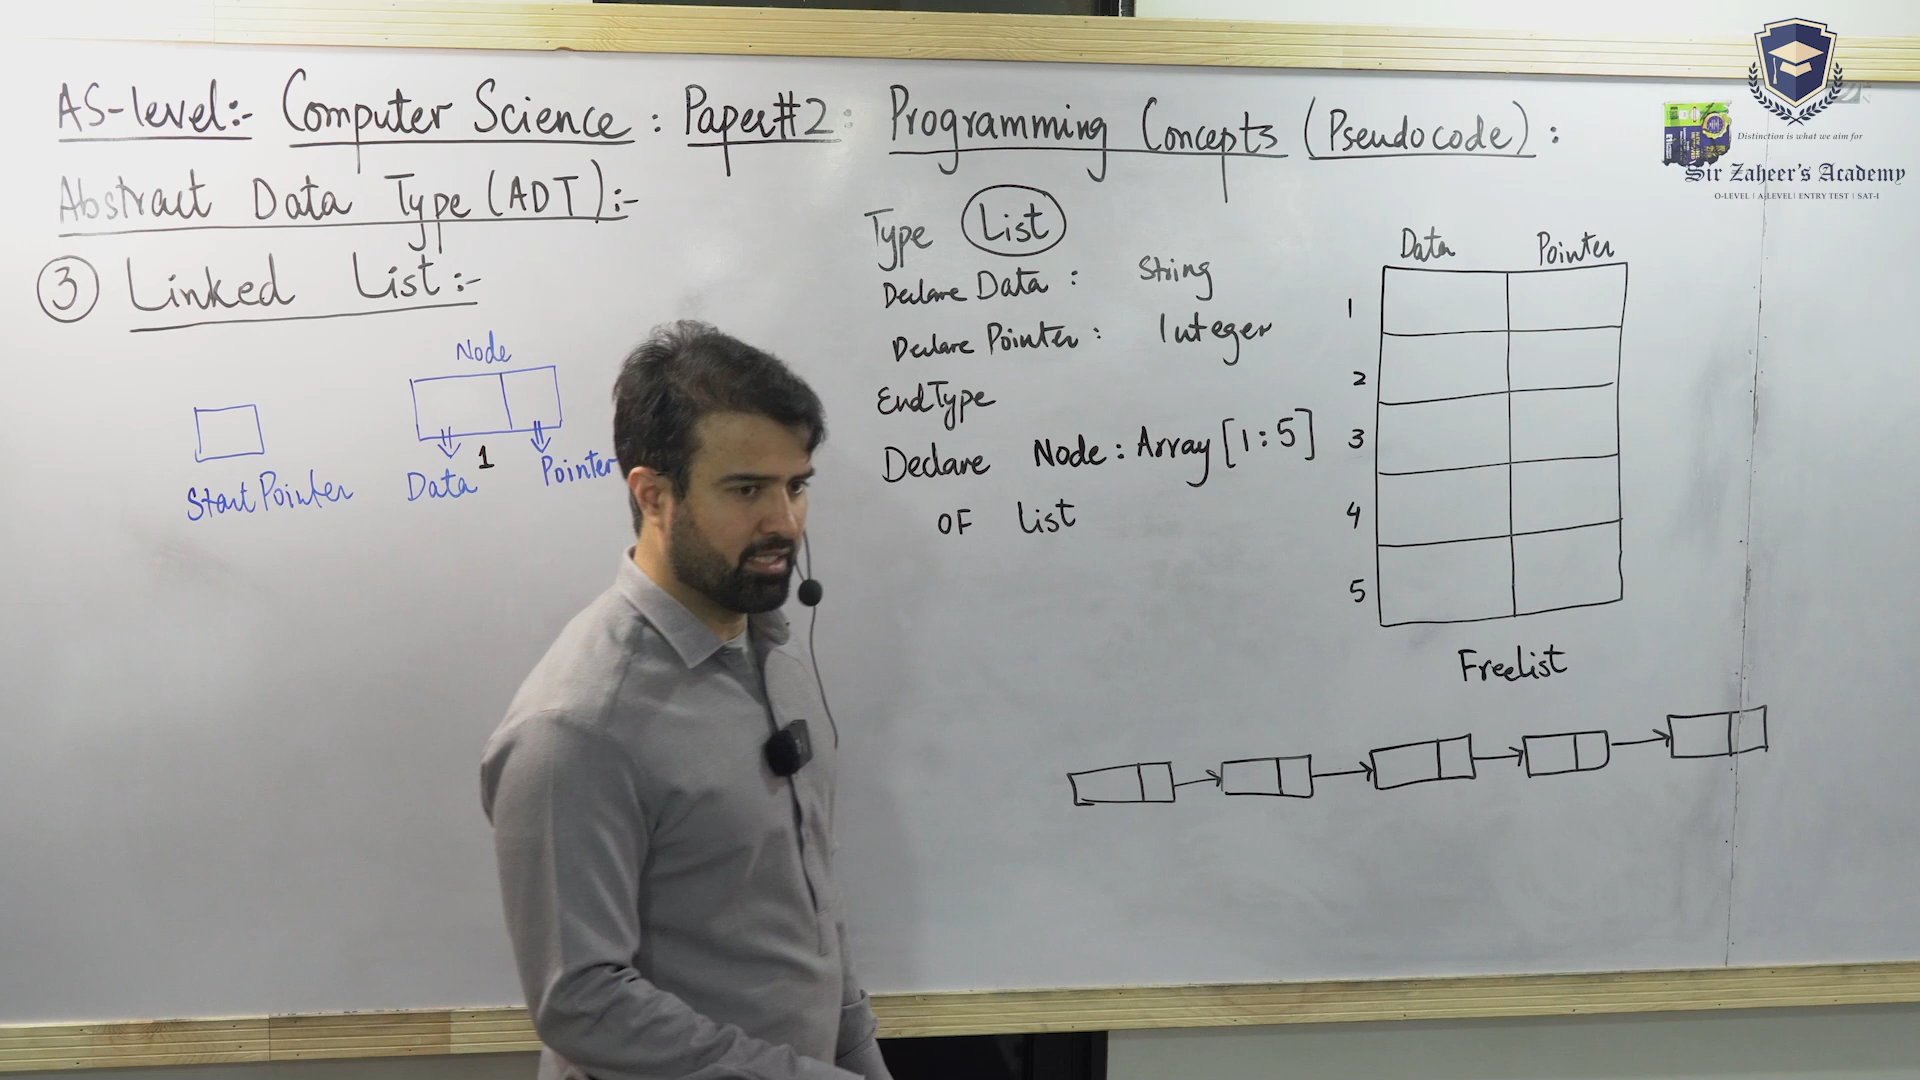 AS-level:- Computer Science : Paper#2 : Programming Concepts (Pseudocode) :
Abstract Data Type (ADT):-
③ Linked List:-
Node
StartPointer
Data 1 Pointer
Type List
Declare Data : String
Declare Pointer : Integer
EndType
Declare Node : Array [1:5]
OF List
Data Pointer
1
2
3
4
5
Freelist
Distinction is what we aim for
Sir Zaheer's Academy
O-LEVEL | A-LEVEL | ENTRY TEST | SAT-I